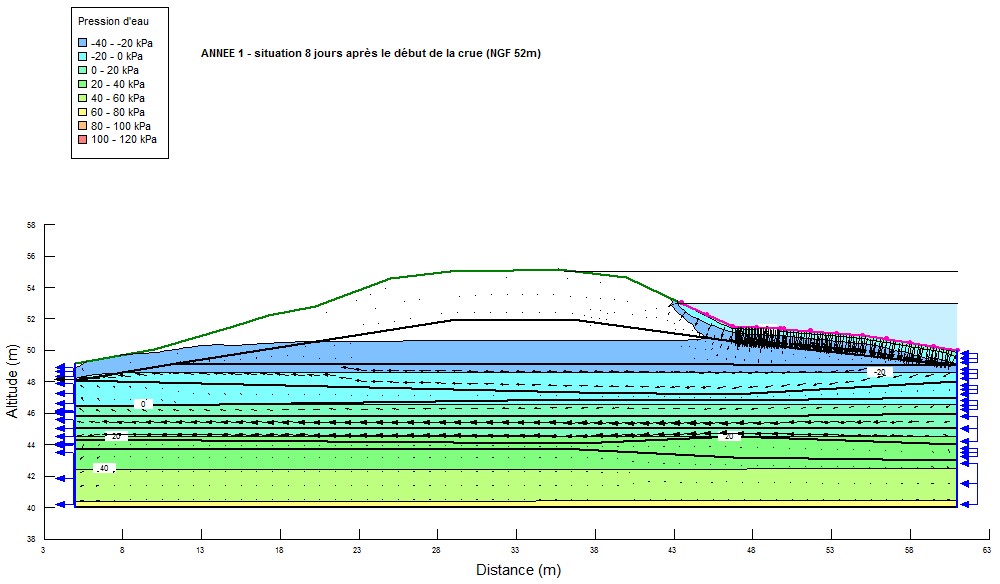 Pression d'eau
-40 - -20 kPa
-20 - 0 kPa
0 - 20 kPa
20 - 40 kPa
40 - 60 kPa
60 - 80 kPa
80 - 100 kPa
100 - 120 kPa
ANNEE 1 - situation 8 jours après le début de la crue (NGF 52m)
58
56
54
52
50
48
46
44
42
40
38
Altitude (m)
-20
0
20
20
40
3 8 13 18 23 28 33 38 43 48 53 58 63
Distance (m)